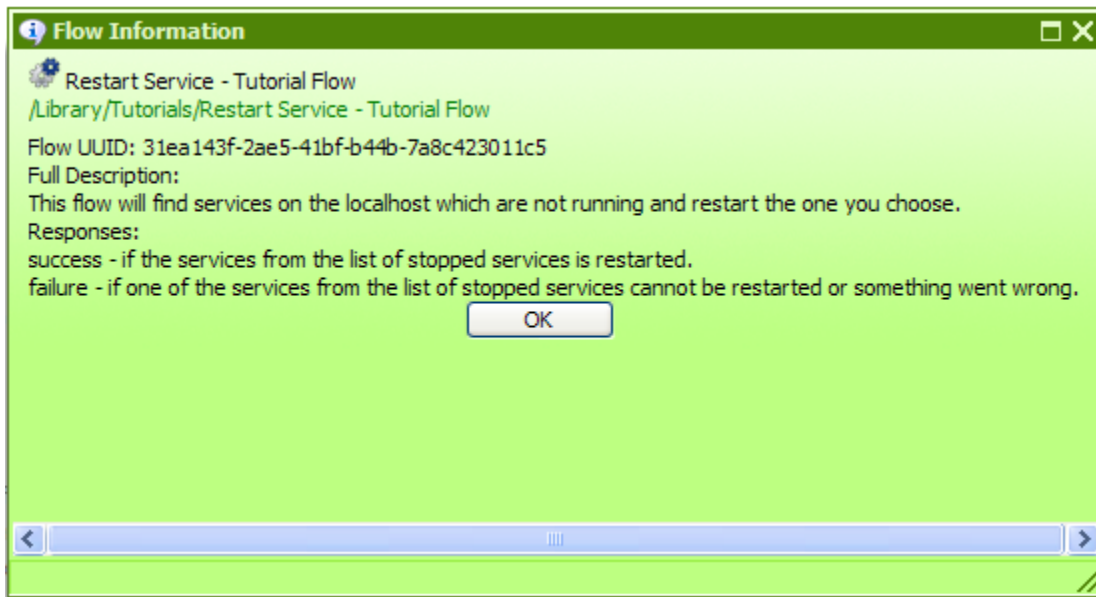 Flow Information
Restart Service - Tutorial Flow
/Library/Tutorials/Restart Service - Tutorial Flow
Flow UUID: 31ea143f-2ae5-41bf-b44b-7a8c423011c5
Full Description:
This flow will find services on the localhost which are not running and restart the one you choose.
Responses:
success - if the services from the list of stopped services is restarted.
failure - if one of the services from the list of stopped services cannot be restarted or something went wrong.
OK